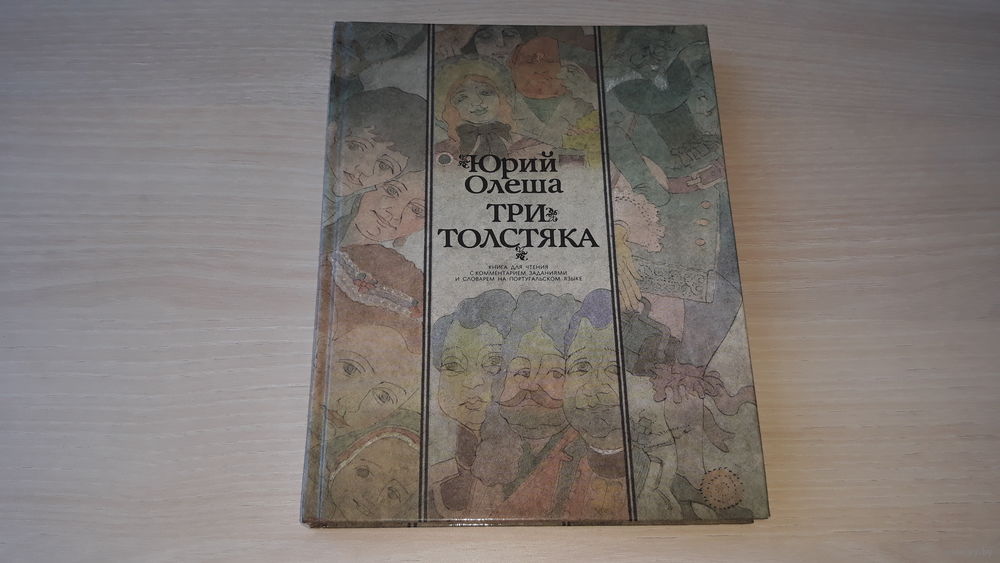 Юрий
Олеша
ТРИ
ТОЛСТЯКА
КНИГА ДЛЯ ЧТЕНИЯ
С КОММЕНТАРИЕМ, ЗАДАНИЯМИ
И СЛОВАРЕМ НА ПОРТУГАЛЬСКОМ ЯЗЫКЕ